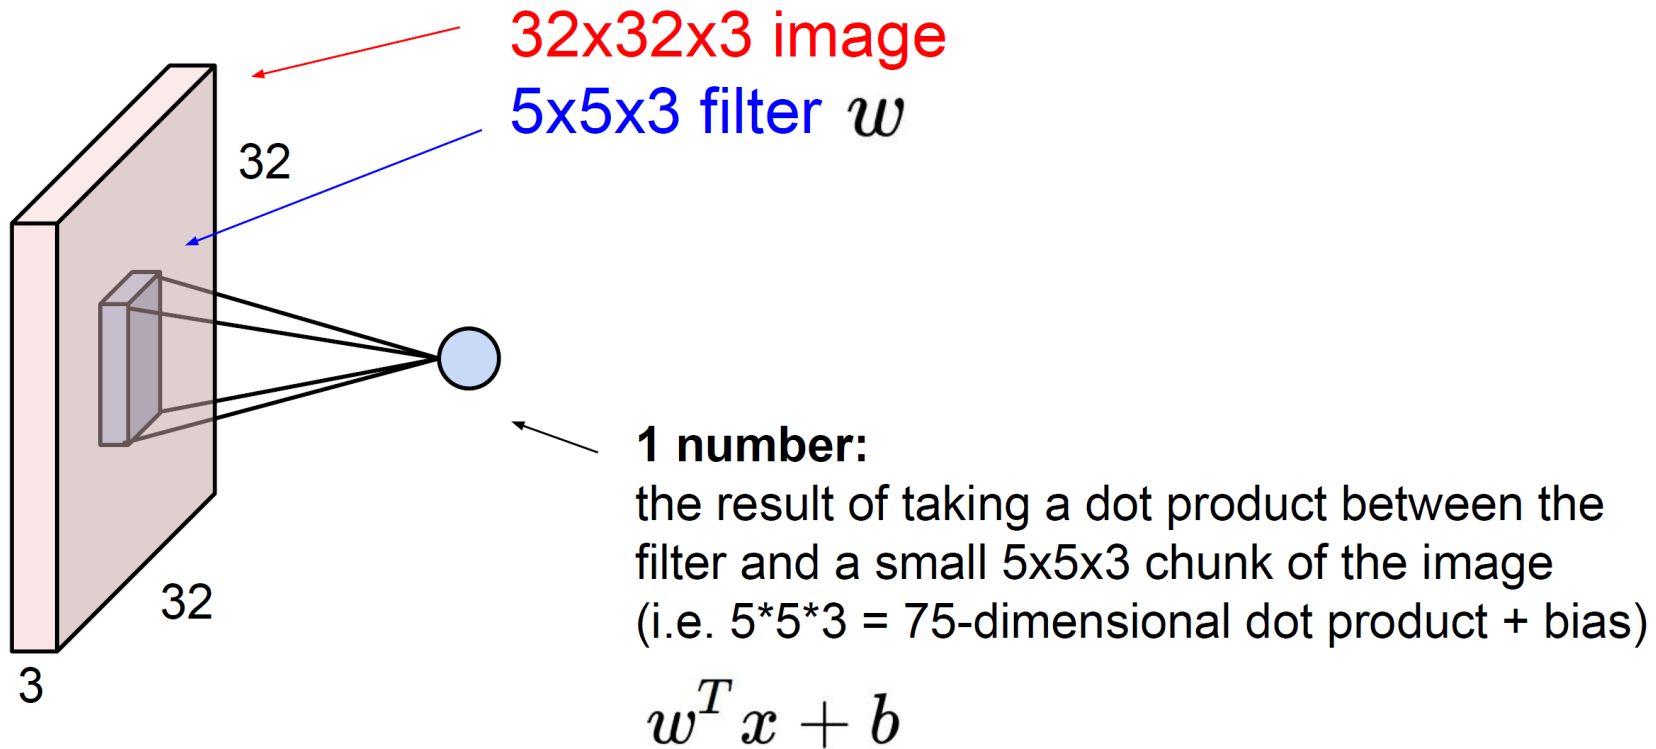 32x32x3 image
5x5x3 filter w
32
32
3
1 number:
the result of taking a dot product between the
filter and a small 5x5x3 chunk of the image
(i.e. 5*5*3 = 75-dimensional dot product + bias)
w^T x + b